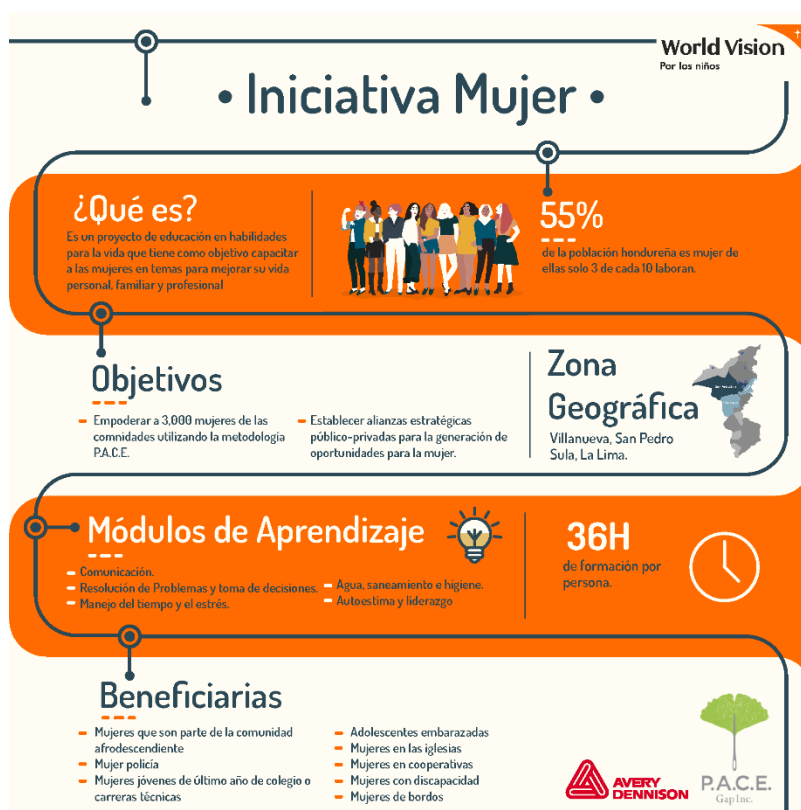 World Vision
Por los niños
• Iniciativa Mujer •
¿Qué es?
Es un proyecto de educación en habilidades
para la vida que tiene como objetivo capacitar
a las mujeres en temas para mejorar su vida
personal, familiar y profesional
55%
de la población hondureña es mujer de
ellas solo 3 de cada 10 laboran.
Objetivos
Empoderar a 3,000 mujeres de las
comnidades utilizando la metodología
P.A.C.E.
Establecer alianzas estratégicas
público-privadas para la generación de
oportunidades para la mujer.
Zona
Geográfica
Villanueva, San Pedro
Sula, La Lima.
Módulos de Aprendizaje
Comunicación.
Resolución de Problemas y toma de decisiones.
Manejo del tiempo y el estrés.
Agua, saneamiento e higiene.
Autoestima y liderazgo
36H
de formación por
persona.
Beneficiarias
Mujeres que son parte de la comunidad
afrodescendiente
Mujer policía
Mujeres jóvenes de último año de colegio o
carreras técnicas
Adolescentes embarazadas
Mujeres en las iglesias
Mujeres en cooperativas
Mujeres con discapacidad
Mujeres de bordos
AVERY
DENNISON
P.A.C.E.
Gap Inc.